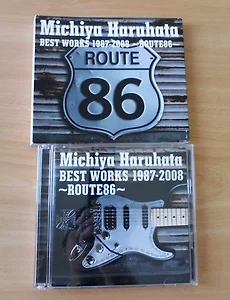 Michiya Haruhata
BEST WORKS 1987-2008 ~ROUTE86~
ROUTE
86
Michiya Haruhata
BEST WORKS 1987-2008
~ROUTE86~